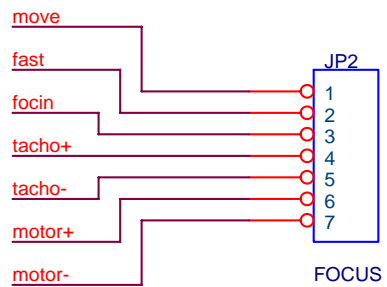 move
fast
focin
tacho+
tacho-
motor+
motor-
JP2
1
2
3
4
5
6
7
FOCUS